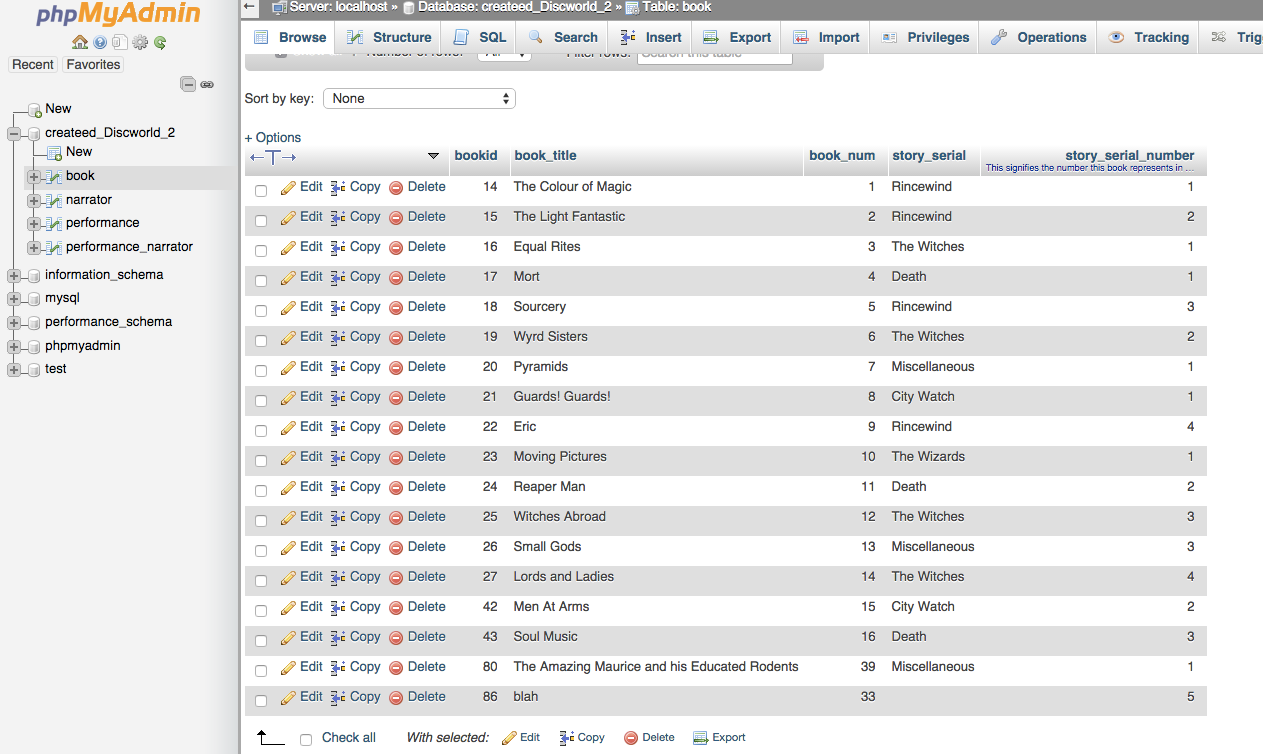 phpMyAdmin
Recent Favorites
New
createed_Discworld_2
New
book
narrator
performance
performance_narrator
information_schema
mysql
performance_schema
phpmyadmin
test
Server: localhost » Database: createed_Discworld_2 » Table: book
Browse Structure SQL Search Insert Export Import Privileges Operations Tracking Trig
Number of rows: All Filter rows: Search this table
Sort by key: None
+ Options
bookid book_title book_num story_serial story_serial_number
This signifies the number this book represents in ...
Edit Copy Delete 14 The Colour of Magic 1 Rincewind 1
Edit Copy Delete 15 The Light Fantastic 2 Rincewind 2
Edit Copy Delete 16 Equal Rites 3 The Witches 1
Edit Copy Delete 17 Mort 4 Death 1
Edit Copy Delete 18 Sourcery 5 Rincewind 3
Edit Copy Delete 19 Wyrd Sisters 6 The Witches 2
Edit Copy Delete 20 Pyramids 7 Miscellaneous 1
Edit Copy Delete 21 Guards! Guards! 8 City Watch 1
Edit Copy Delete 22 Eric 9 Rincewind 4
Edit Copy Delete 23 Moving Pictures 10 The Wizards 1
Edit Copy Delete 24 Reaper Man 11 Death 2
Edit Copy Delete 25 Witches Abroad 12 The Witches 3
Edit Copy Delete 26 Small Gods 13 Miscellaneous 3
Edit Copy Delete 27 Lords and Ladies 14 The Witches 4
Edit Copy Delete 42 Men At Arms 15 City Watch 2
Edit Copy Delete 43 Soul Music 16 Death 3
Edit Copy Delete 80 The Amazing Maurice and his Educated Rodents 39 Miscellaneous 1
Edit Copy Delete 86 blah 33 5
Check all With selected: Edit Copy Delete Export